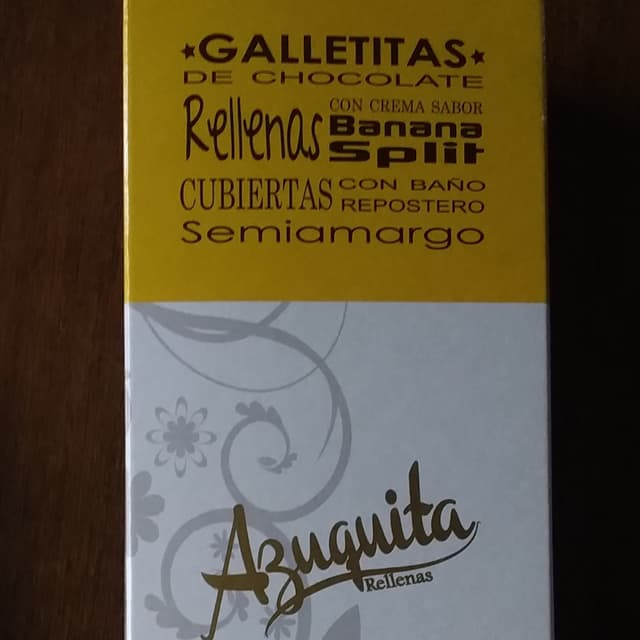 ★GALLETITAS★
DE CHOCOLATE
Rellenas CON CREMA SABOR
Banana
Split
CUBIERTAS CON BAÑO
REPOSTERO
Semiamargo
Azuquita
Rellenas